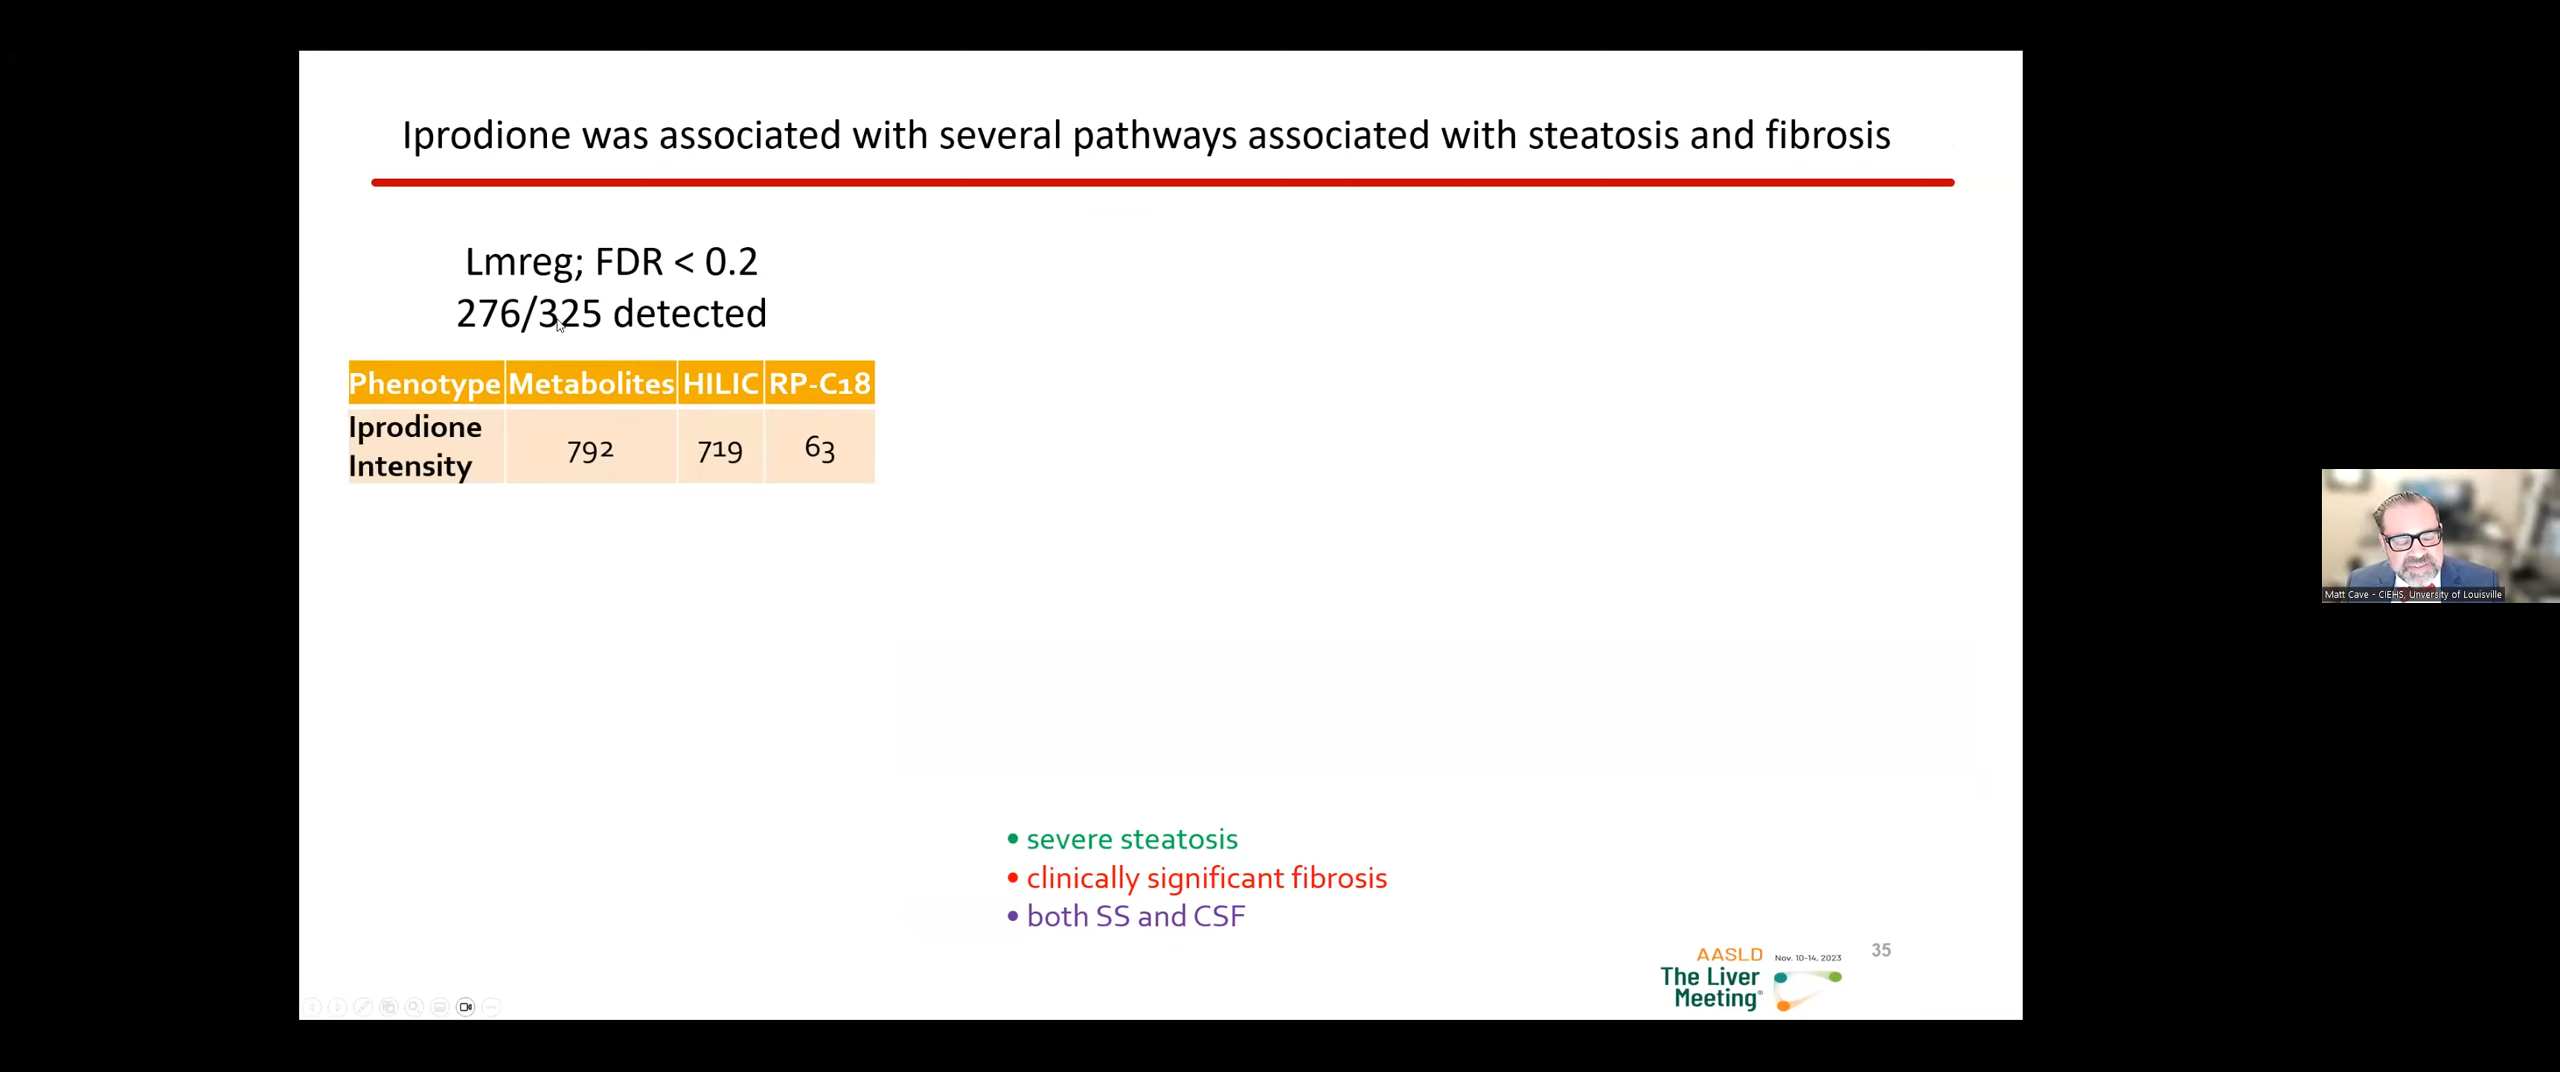 Iprodione was associated with several pathways associated with steatosis and fibrosis
Lmreg; FDR < 0.2
276/325 detected
Phenotype Metabolites HILIC RP-C18
Iprodione
Intensity 792 719 63
• severe steatosis
• clinically significant fibrosis
• both SS and CSF
AASLD Nov. 10-14, 2023
The Liver
Meeting®
35
Matt Cave - CIEHS, Unversity of Louisville